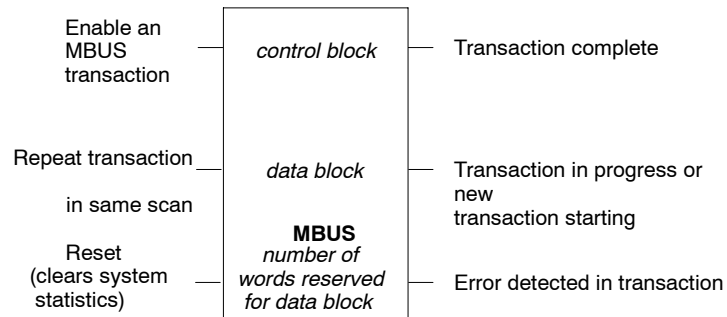 Enable an
MBUS
transaction
control block
Transaction complete
Repeat transaction
in same scan
data block
Transaction in progress or
new
transaction starting
MBUS
Reset
(clears system
statistics)
number of
words reserved
for data block
Error detected in transaction